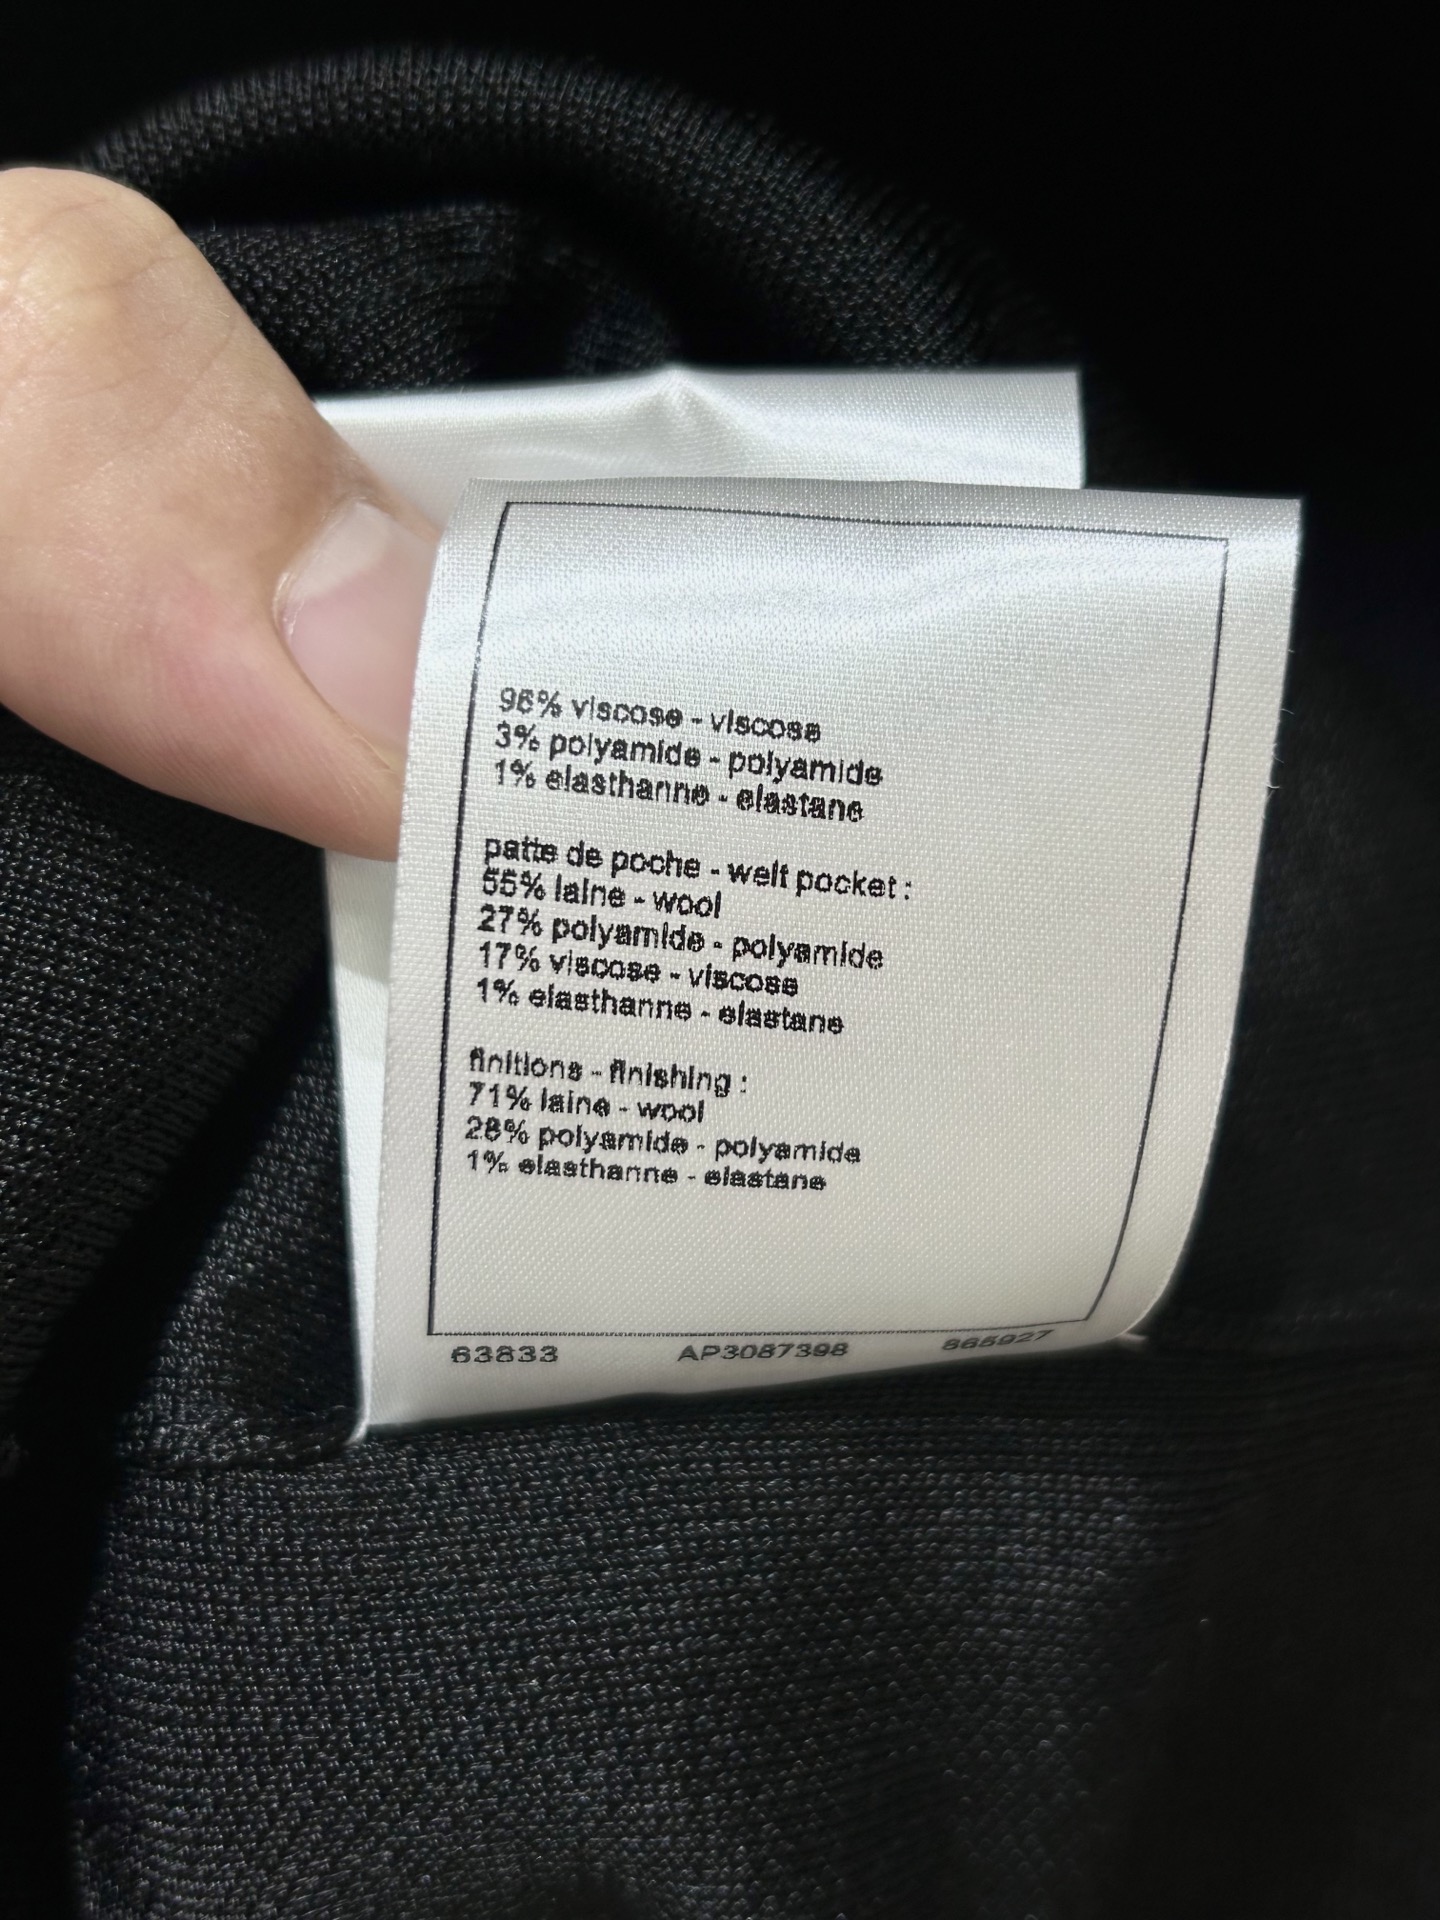 96% viscose - viscose
3% polyamide - polyamide
1% elasthanne - elastane
patte de poche - welt pocket :
55% laine - wool
27% polyamide - polyamide
17% viscose - viscose
1% elasthanne - elastane
finitions - finishing :
71% laine - wool
28% polyamide - polyamide
1% elasthanne - elastane
63833 AP3087398 865927